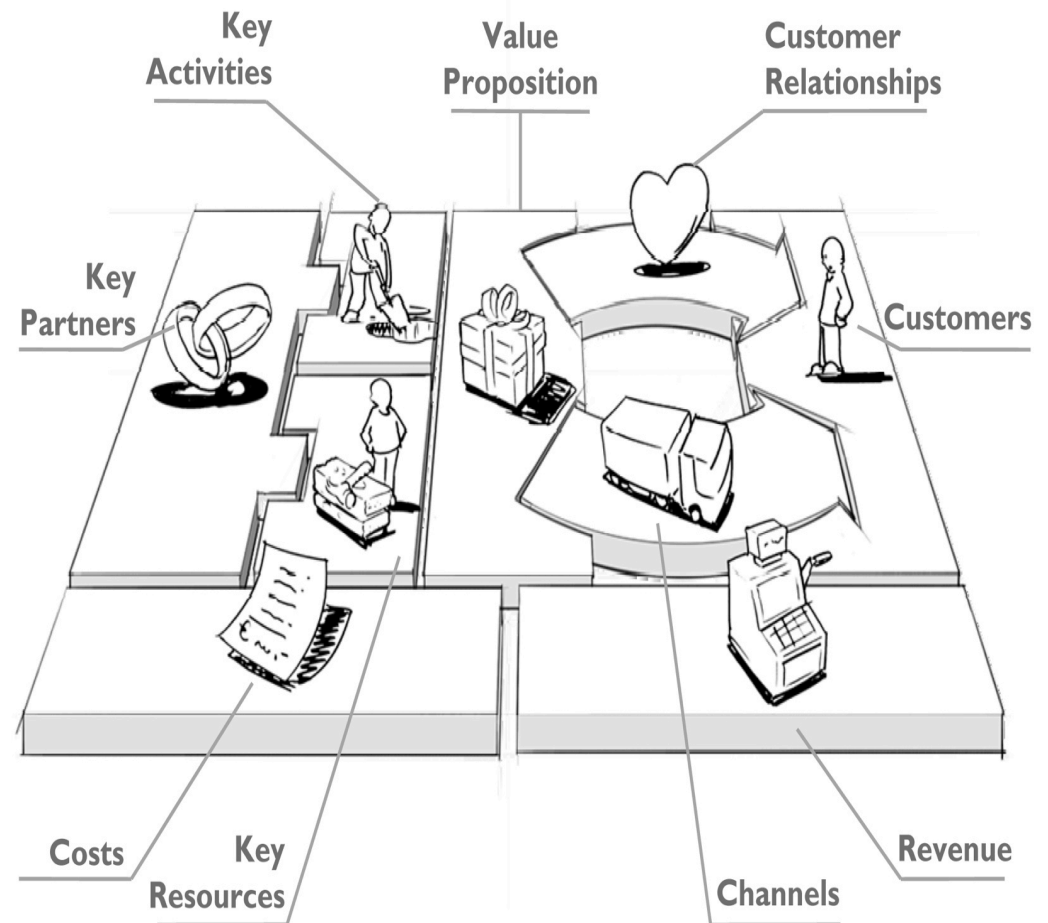 Key
Activities
Value
Proposition
Customer
Relationships
Key
Partners
Customers
Costs
Key
Resources
Channels
Revenue